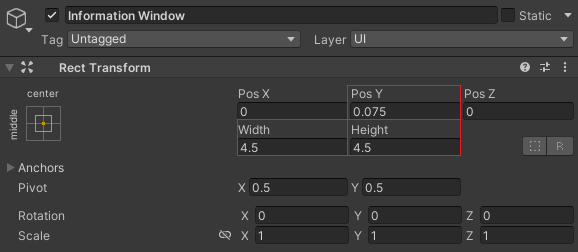 Information Window
Static
Tag Untagged Layer UI
Rect Transform
center
middle
Pos X Pos Y Pos Z
0 0.075 0
Width Height
4.5 4.5
R
Anchors
Pivot X 0.5 Y 0.5
Rotation X 0 Y 0 Z 0
Scale X 1 Y 1 Z 1